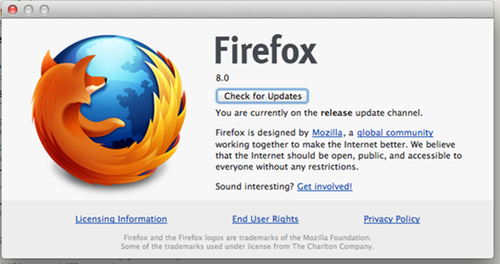 Firefox
8.0
Check for Updates
You are currently on the release update channel.
Firefox is designed by Mozilla, a global community
working together to make the Internet better. We believe
that the Internet should be open, public, and accessible to
everyone without any restrictions.
Sound interesting? Get involved!
Licensing Information End User Rights Privacy Policy
Firefox and the Firefox logos are trademarks of the Mozilla Foundation.
Some of the trademarks used under license from The Charlton Company.